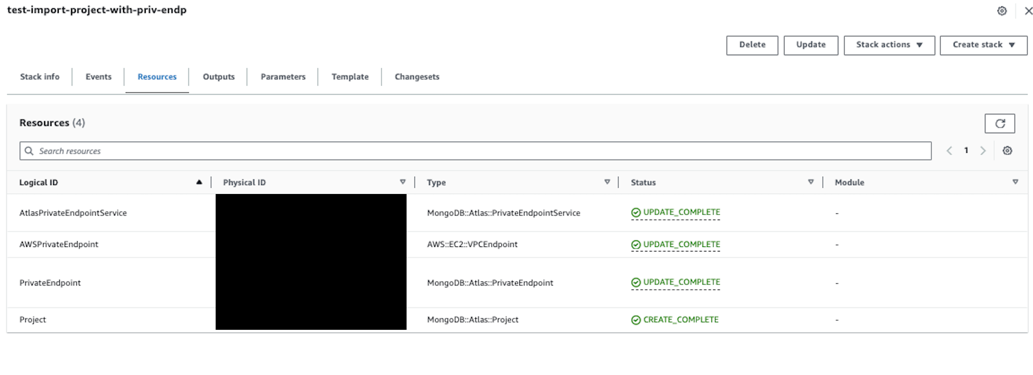 test-import-project-with-priv-endp
Delete Update Stack actions Create stack
Stack info Events Resources Outputs Parameters Template Changesets
Resources (4)
Search resources 1
Logical ID Physical ID Type Status Module
AtlasPrivateEndpointService MongoDB::Atlas::PrivateEndpointService UPDATE_COMPLETE -
AWSPrivateEndpoint AWS::EC2::VPCEndpoint UPDATE_COMPLETE -
PrivateEndpoint MongoDB::Atlas::PrivateEndpoint UPDATE_COMPLETE -
Project MongoDB::Atlas::Project CREATE_COMPLETE -